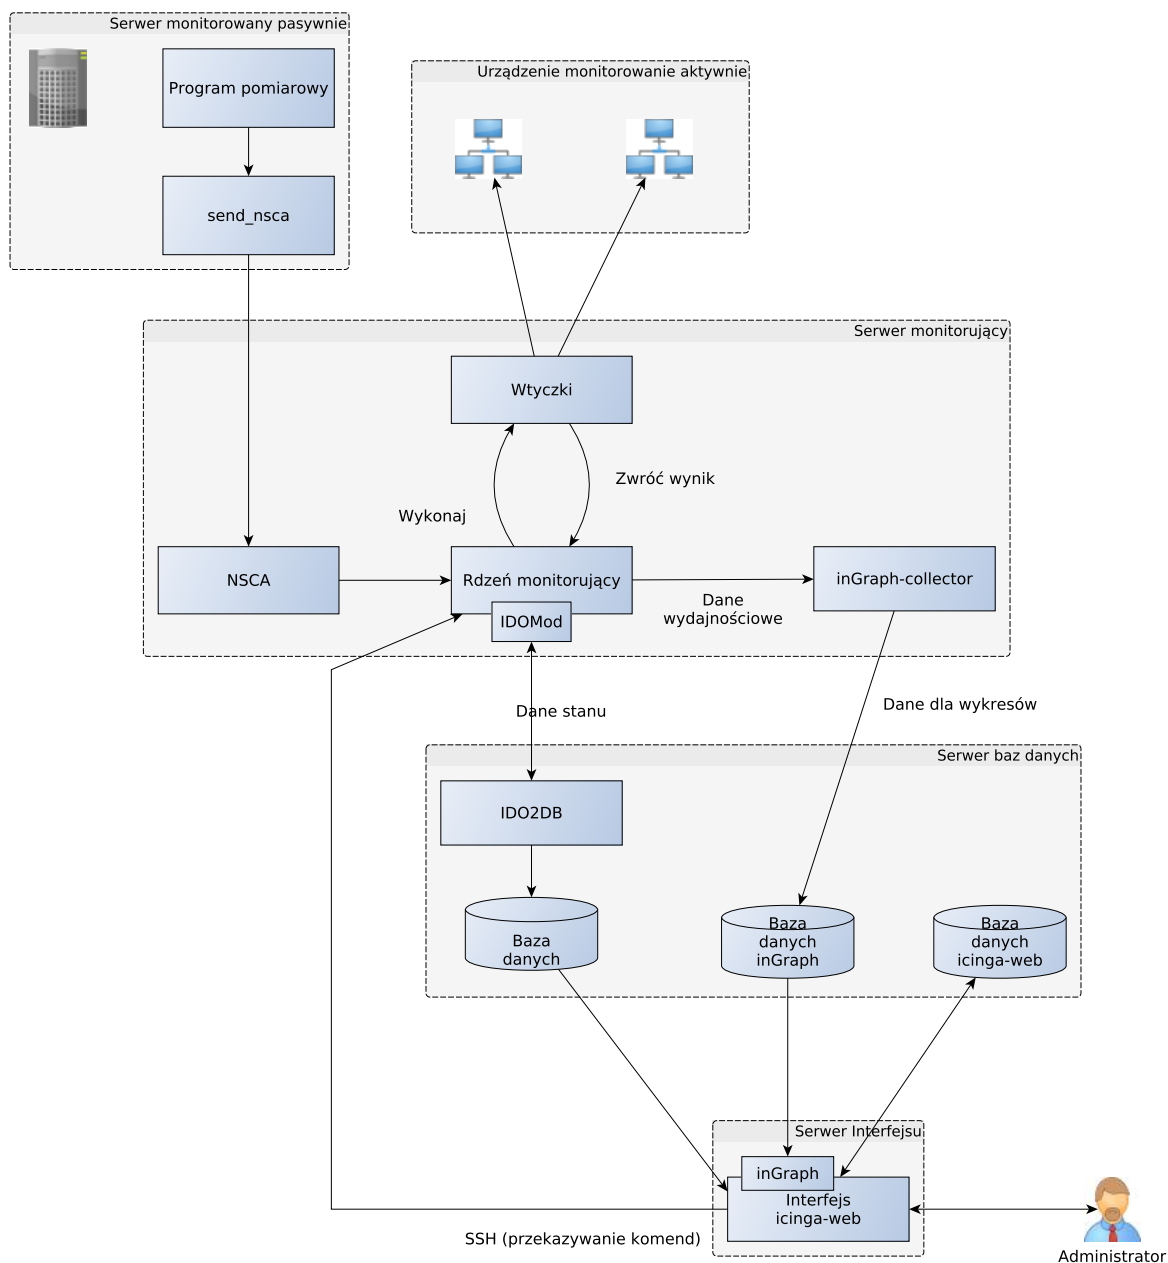 Serwer monitorowany pasywnie
Program pomiarowy
send_nsca
Urządzenie monitorowanie aktywnie
Serwer monitorujący
Wtyczki
Zwróć wynik
Wykonaj
NSCA
Rdzeń monitorujący
IDOMod
Dane
wydajnościowe
inGraph-collector
Dane stanu
Dane dla wykresów
Serwer baz danych
IDO2DB
Baza
danych
Baza
danych
inGraph
Baza
danych
icinga-web
Serwer Interfejsu
inGraph
Interfejs
icinga-web
SSH (przekazywanie komend)
Administrator